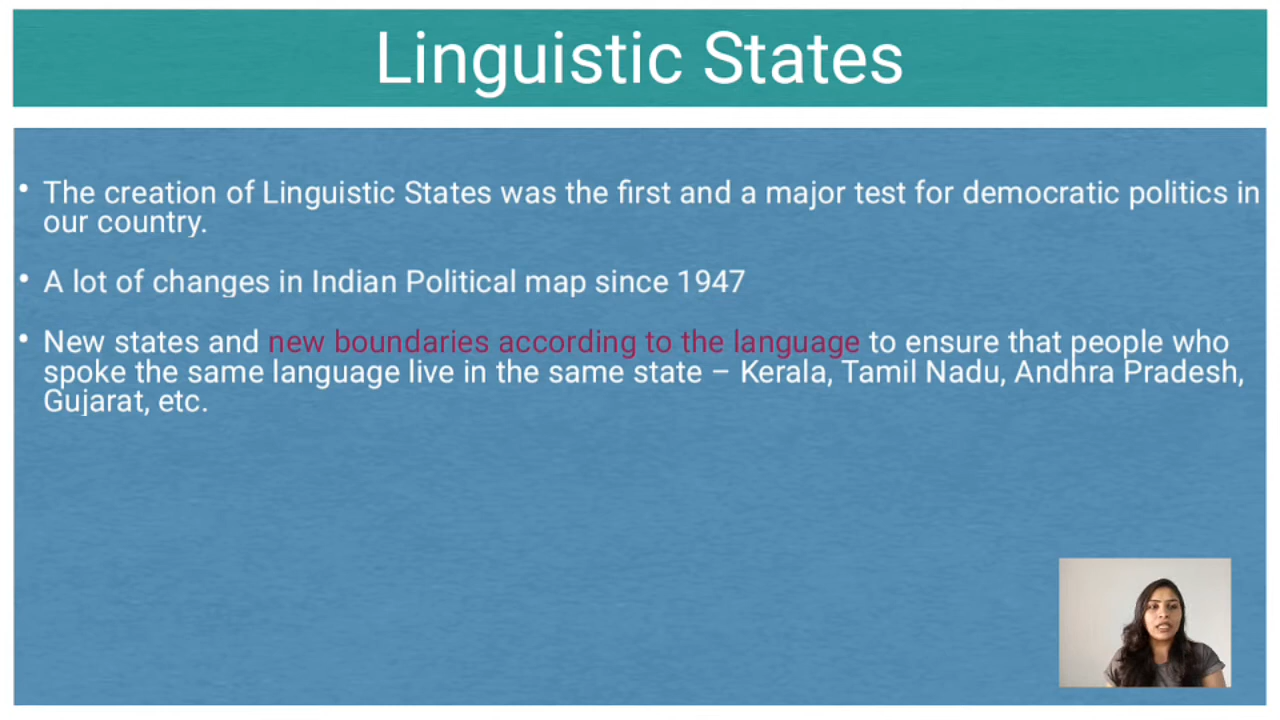 Linguistic States
• The creation of Linguistic States was the first and a major test for democratic politics in
our country.
• A lot of changes in Indian Political map since 1947
• New states and new boundaries according to the language to ensure that people who
spoke the same language live in the same state – Kerala, Tamil Nadu, Andhra Pradesh,
Gujarat, etc.